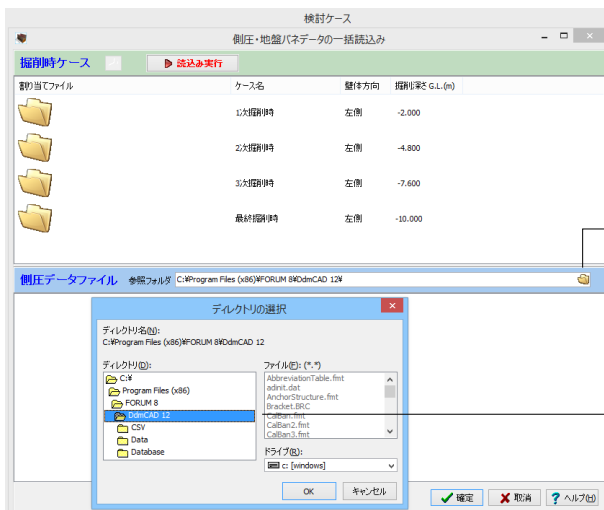 検討ケース
側圧・地盤バネデータの一括読込み
掘削時ケース 読込み実行
割り当てファイル ケース名 壁体方向 掘削深さ G.L.(m)
1次掘削時 左側 -2.000
2次掘削時 左側 -4.800
3次掘削時 左側 -7.600
最終掘削時 左側 -10.000
側圧データファイル 参照フォルダ C:¥Program Files (x86)¥FORUM 8¥DdmCAD 12¥
ディレクトリの選択
ディレクトリ名(N):
C:¥Program Files (x86)¥FORUM 8¥DdmCAD 12
ディレクトリ(D): ファイル(F): (*.*)
C:¥ AbbreviationTable.fmt
Program Files (x86) adinit.dat
FORUM 8 AnchorStructure.fmt
DdmCAD 12 Bracket.BRC
CSV CalBan.fmt
Data CalBan2.fmt
Database CalBan3.fmt
ドライブ(R):
c: [windows]
OK キャンセル
確定 取消 ヘルプ(H)